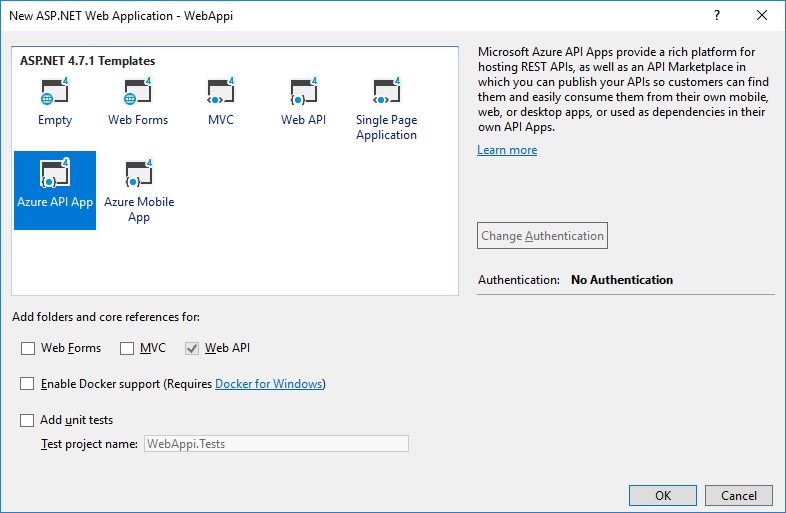 New ASP.NET Web Application - WebAppi
ASP.NET 4.7.1 Templates
Empty
Web Forms
MVC
Web API
Single Page
Application
Azure API App
Azure Mobile
App
Microsoft Azure API Apps provide a rich platform for
hosting REST APIs, as well as an API Marketplace in
which you can publish your APIs so customers can find
them and easily consume them from their own mobile,
web, or desktop apps, or used as dependencies in their
own API Apps.
Learn more
Change Authentication
Authentication: No Authentication
Add folders and core references for:
Web Forms MVC Web API
Enable Docker support (Requires Docker for Windows)
Add unit tests
Test project name: WebAppi.Tests
OK Cancel